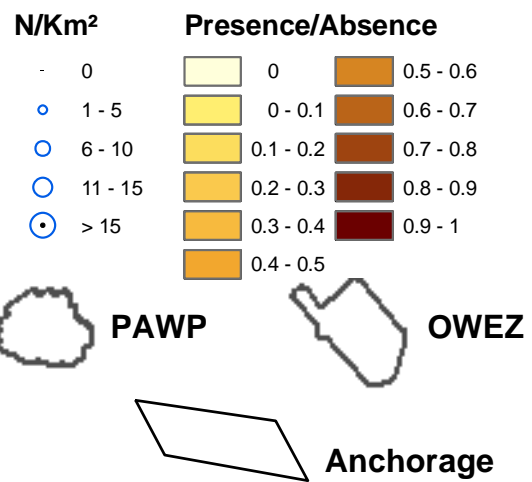 N/Km² Presence/Absence
- 0 0 0.5 - 0.6
1 - 5 0 - 0.1 0.6 - 0.7
6 - 10 0.1 - 0.2 0.7 - 0.8
11 - 15 0.2 - 0.3 0.8 - 0.9
> 15 0.3 - 0.4 0.9 - 1
0.4 - 0.5
PAWP OWEZ
Anchorage